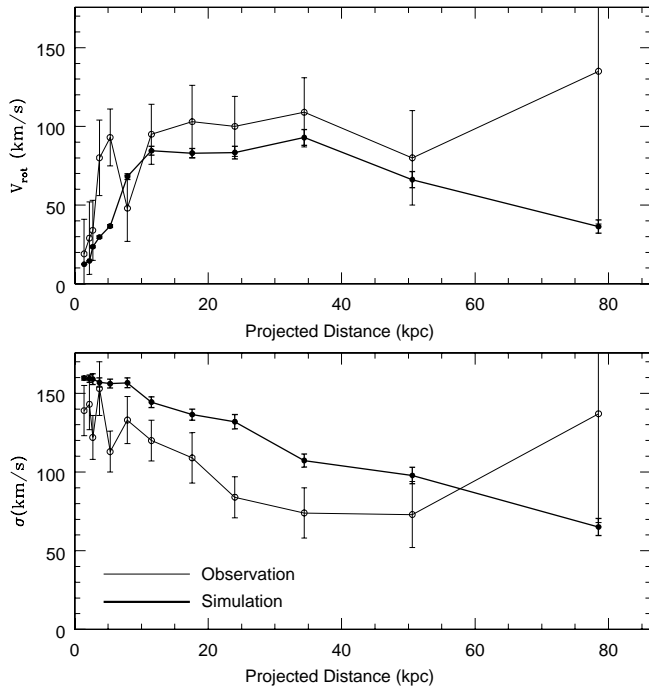 150
100
50
0
V_rot (km/s)
0 20 40 60 80
Projected Distance (kpc)
150
100
50
0
σ(km/s)
Observation
Simulation
0 20 40 60 80
Projected Distance (kpc)